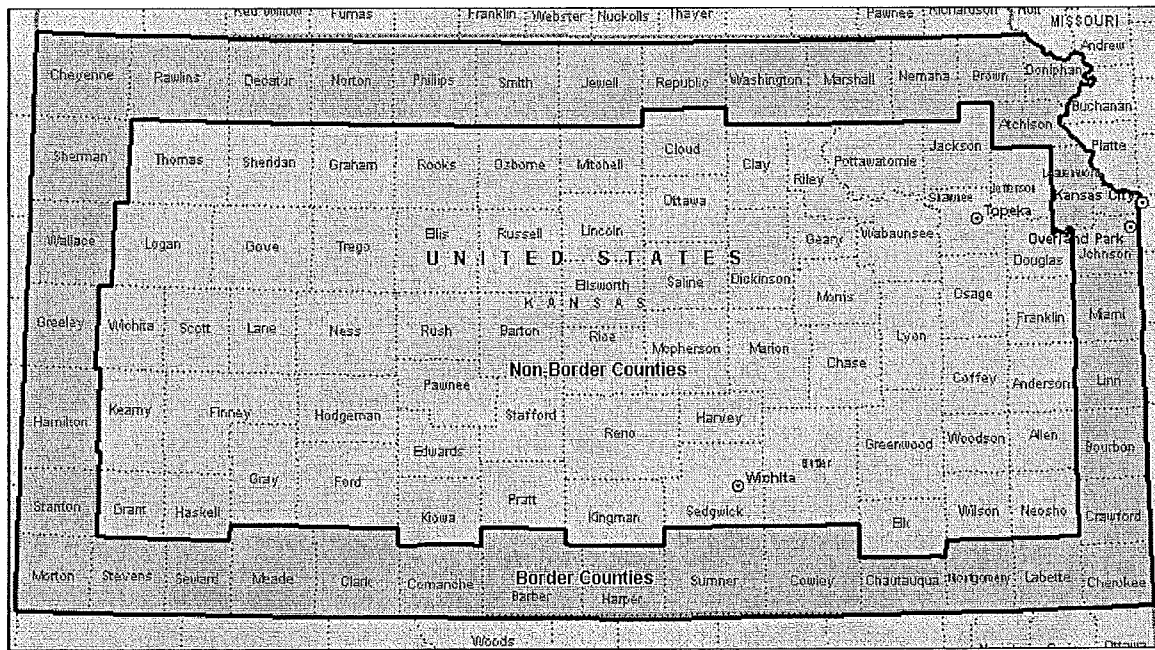 Red Willow Furnas Franklin Webster Nuckolls Thayer Pawnee Richardson Holt
MISSOURI
Andrew
Cheyenne Rawlins Decatur Norton Phillips Smith Jewell Republic Washington Marshall Nemaha Brown Doniphan
Buchanan
Atchison
Sherman Thomas Sheridan Graham Rooks Osborne Mitchell Cloud Clay Riley Pottawatomie Jackson Platte
Leavenworth
Jefferson
Ottawa Shawnee Kansas City
Topeka
Wallace Logan Gove Trego Ellis Russell Lincoln Geary Wabaunsee Overland Park
Douglas Johnson
UNITED STATES
Ellsworth Saline Dickinson Morris Osage
KANSAS
Greeley Wichita Scott Lane Ness Rush Barton Rice Mcpherson Marion Chase Lyon Franklin Miami
Non-Border Counties
Kearny Finney Hodgeman Pawnee Stafford Reno Harvey Coffey Anderson Linn
Hamilton Edwards Greenwood Woodson Allen Bourbon
Gray Ford Pratt Wichita Butler
Stanton Grant Haskell Kiowa Kingman Sedgwick Elk Wilson Neosho Crawford
Morton Stevens Seward Meade Clark Comanche Border Counties Sumner Cowley Chautauqua Montgomery Labette Cherokee
Barber Harper
Woods Ottawa